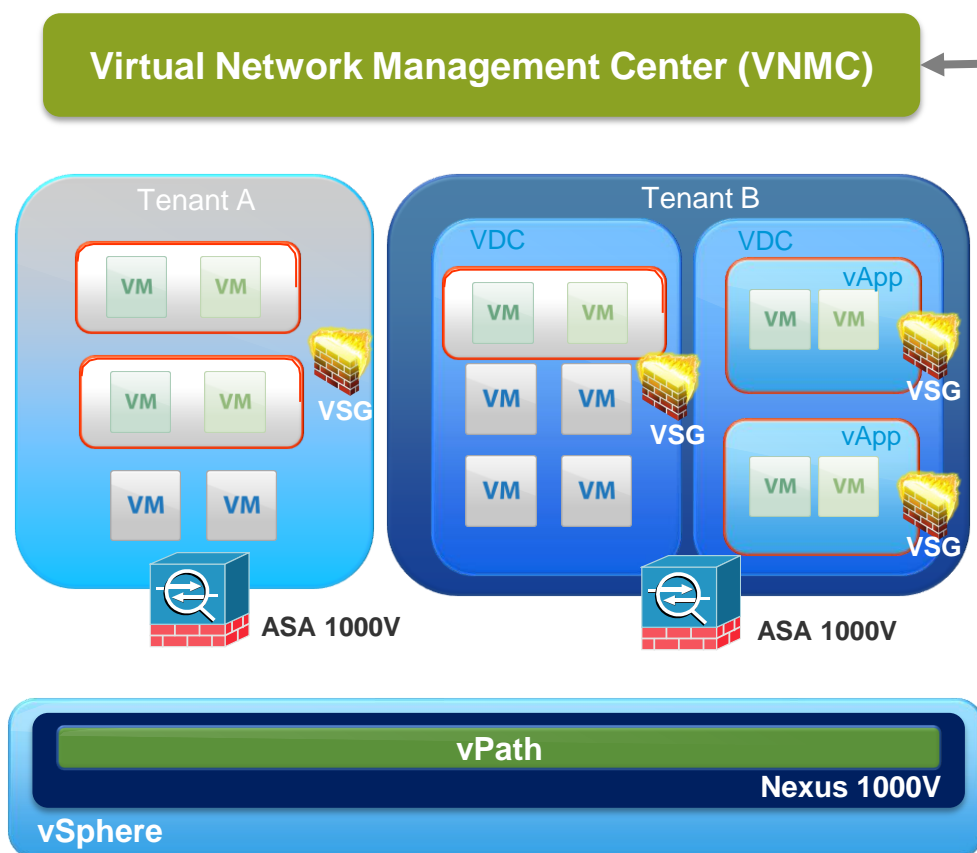 Virtual Network Management Center (VNMC)
Tenant A
VM VM
VM VM
VSG
VM VM
ASA 1000V
Tenant B
VDC
VM VM
VM VM
VSG
VM VM
VDC
vApp
VM VM
VSG
vApp
VM VM
VSG
ASA 1000V
vPath
Nexus 1000V
vSphere